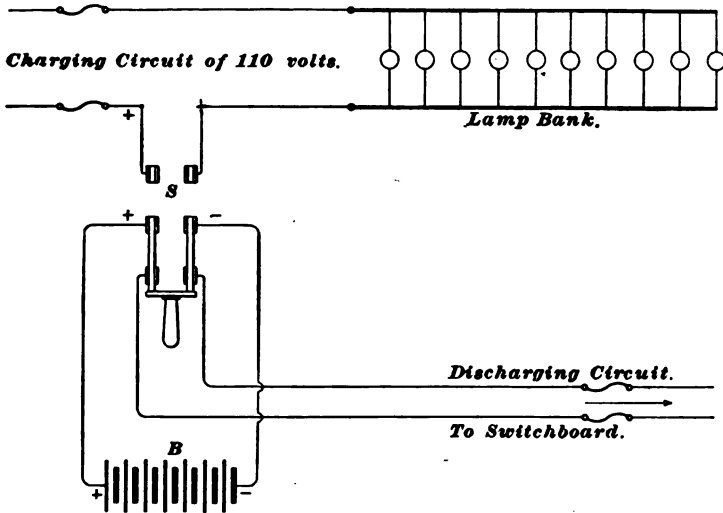 Charging Circuit of 110 volts.
+
Lamp Bank.
S
+ -
Discharging Circuit.
To Switchboard.
B
+ -